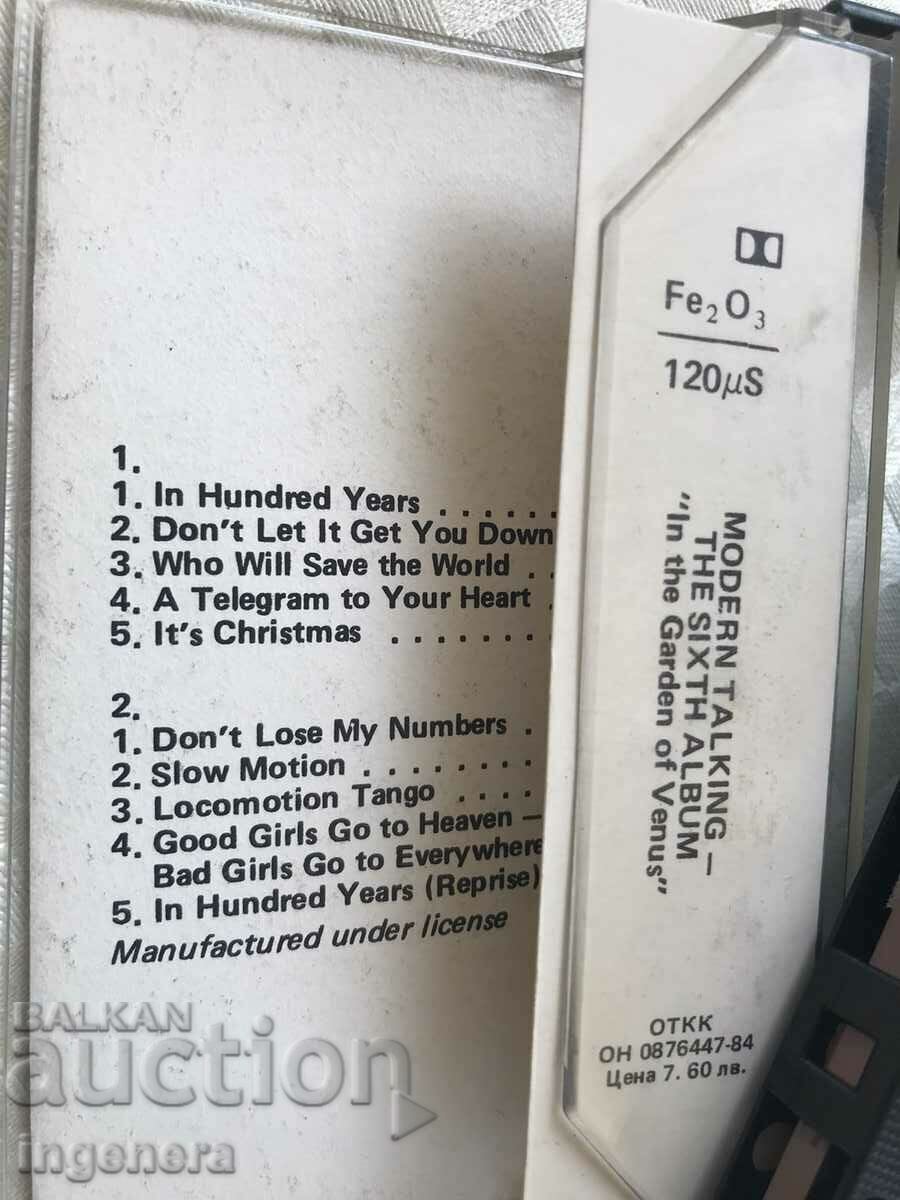 1.
1. In Hundred Years . . . . . .
2. Don't Let It Get You Down
3. Who Will Save the World . .
4. A Telegram to Your Heart .
5. It's Christmas . . . . . . . .
2.
1. Don't Lose My Numbers .
2. Slow Motion . . . . . . . .
3. Locomotion Tango . . . .
4. Good Girls Go to Heaven —
Bad Girls Go to Everywhere
5. In Hundred Years (Reprise)
Manufactured under license
Fe₂O₃
120µS
MODERN TALKING —
THE SIXTH ALBUM
"In the Garden of Venus"
ОТКК
ОН 0876447-84
Цена 7. 60 лв.
BALKAN
auction
ingenera